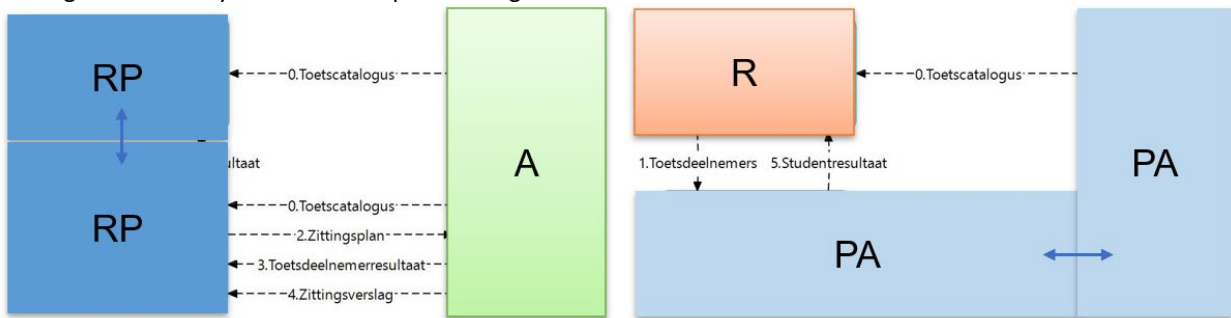 RP
0.Toetscatalogus
ultaat
RP
0.Toetscatalogus
2.Zittingsplan
3.Toetsdeelnemerresultaat
4.Zittingsverslag
A
R
0.Toetscatalogus
1.Toetsdeelnemers
5.Studentresultaat
PA
PA